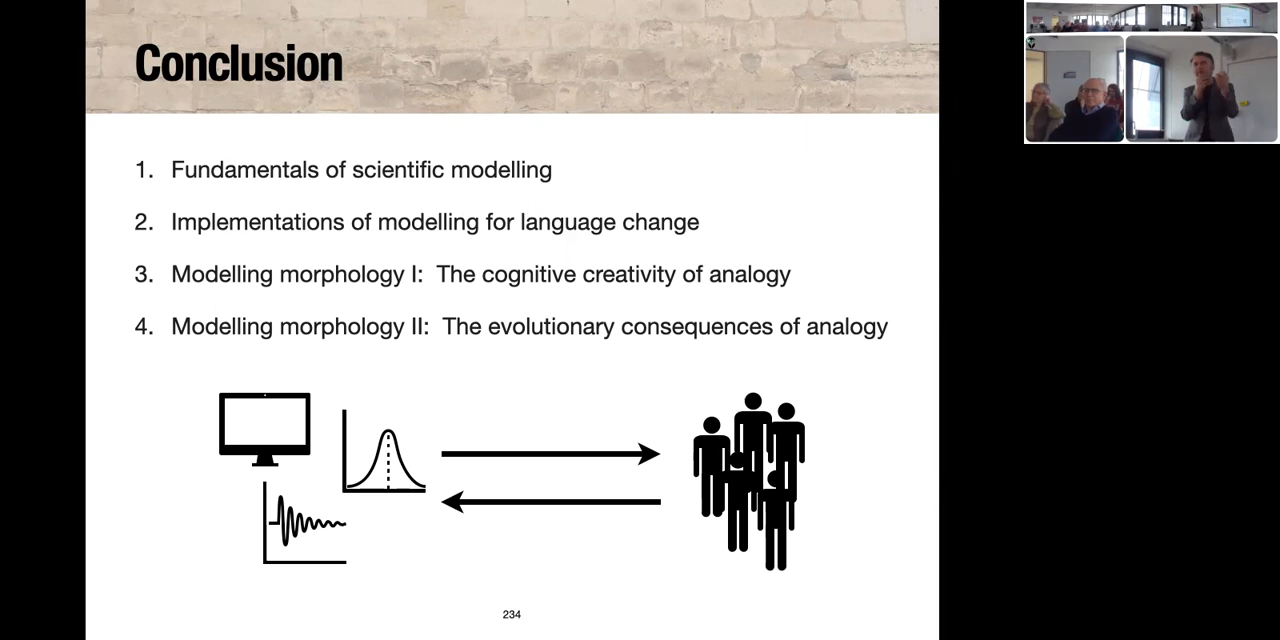 Conclusion
1. Fundamentals of scientific modelling
2. Implementations of modelling for language change
3. Modelling morphology I: The cognitive creativity of analogy
4. Modelling morphology II: The evolutionary consequences of analogy
234